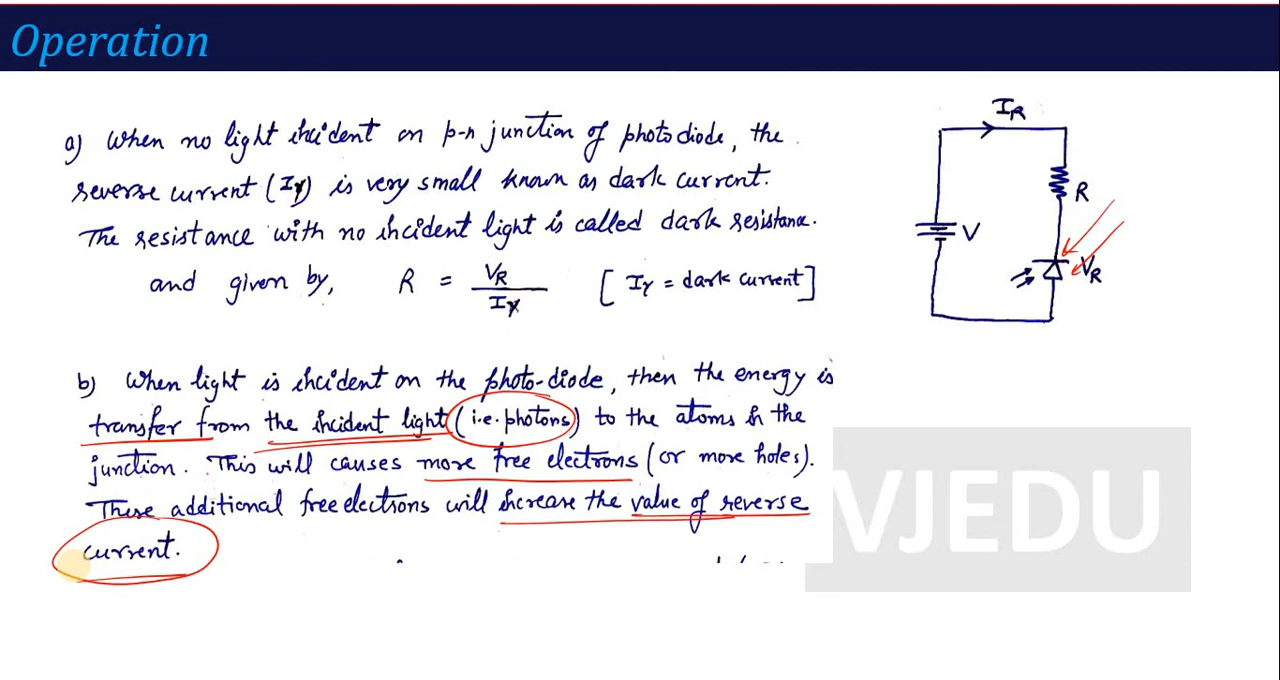 Operation
a) When no light incident on p-n junction of photodiode, the
reverse current (Ir) is very small known as dark current.
The resistance with no incident light is called dark resistance.
and given by, R = VR / Ir [ Ir = dark current ]
b) When light is incident on the photo-diode, then the energy is
transfer from the incident light (i.e. photons) to the atoms in the
junction. This will causes more free electrons (or more holes).
These additional free electrons will increase the value of reverse
current.
IR
R
V
VR
VJEDU